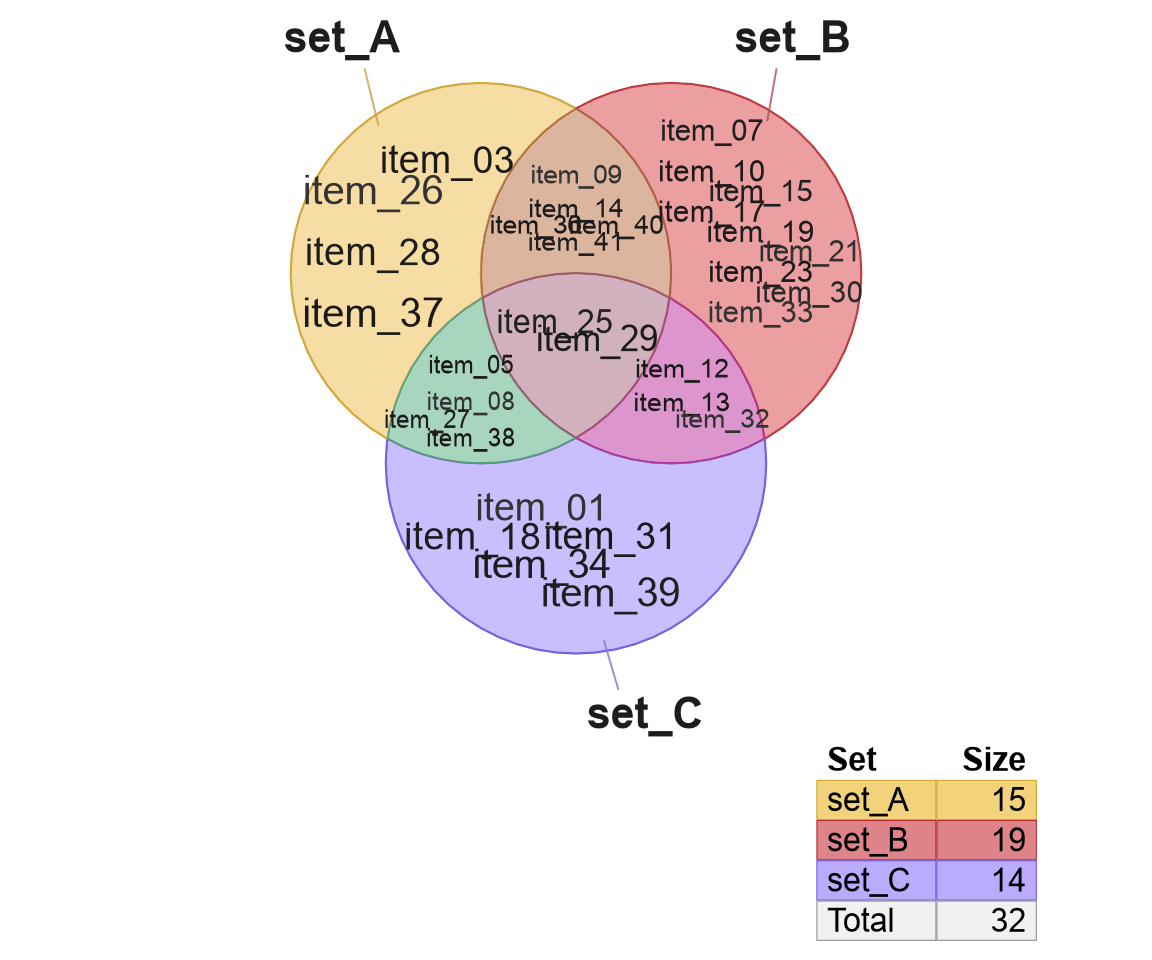 set_A
set_B
item_07
item_03
item_09
item_10
item_26
item_15
item_14
item_17
item_36
item_40
item_19
item_41
item_28
item_21
item_23
item_30
item_37
item_33
item_25
item_29
item_05
item_12
item_08
item_13
item_27
item_32
item_38
item_01
item_18
item_31
item_34
item_39
set_C
Set Size
set_A 15
set_B 19
set_C 14
Total 32